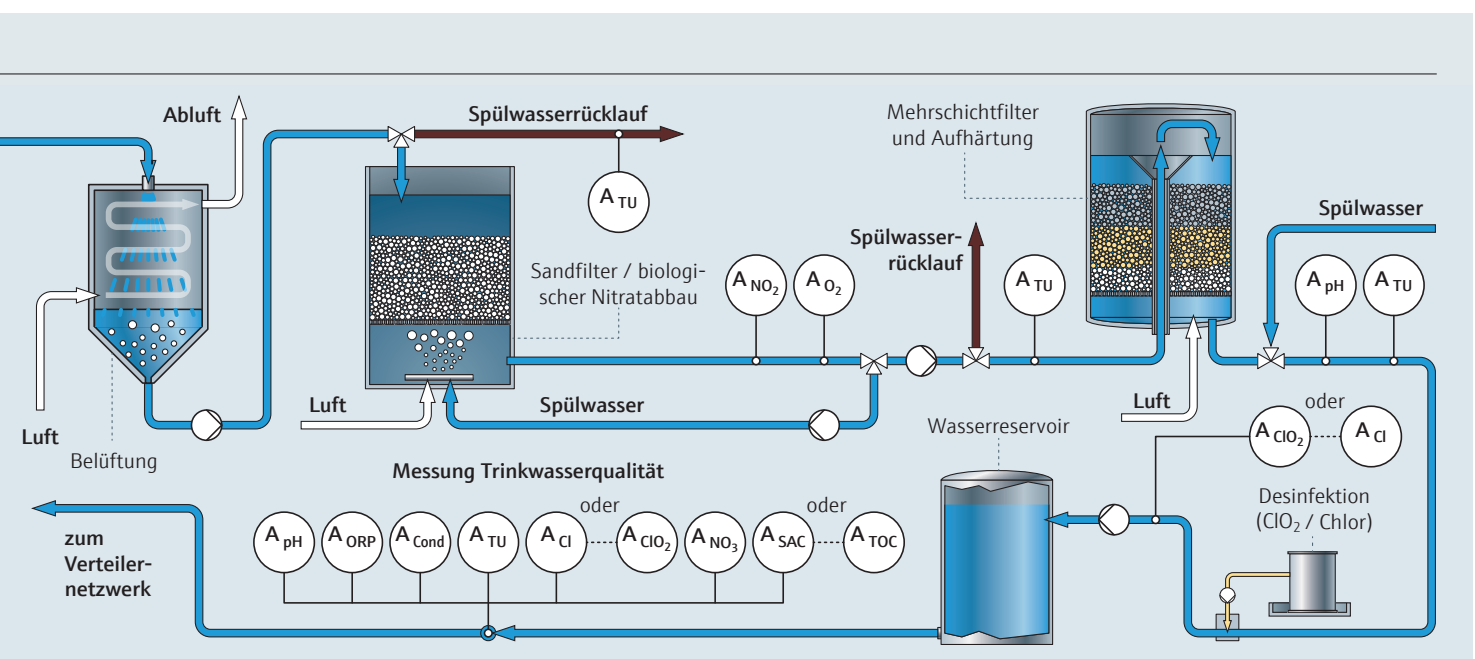 Abluft
Spülwasserrücklauf
A TU
Mehrschichtfilter
und Aufhärtung
Spülwasser
Spülwasser-
rücklauf
Sandfilter / biologi-
scher Nitratabbau
A NO₂
A O₂
A TU
A pH
A TU
Luft
Belüftung
Luft
Spülwasser
Luft
Wasserreservoir
A ClO₂
oder
A Cl
Messung Trinkwasserqualität
Desinfektion
(ClO₂ / Chlor)
zum
Verteiler-
netzwerk
A pH
A ORP
A Cond
A TU
A Cl
oder
A ClO₂
A NO₃
A SAC
oder
A TOC